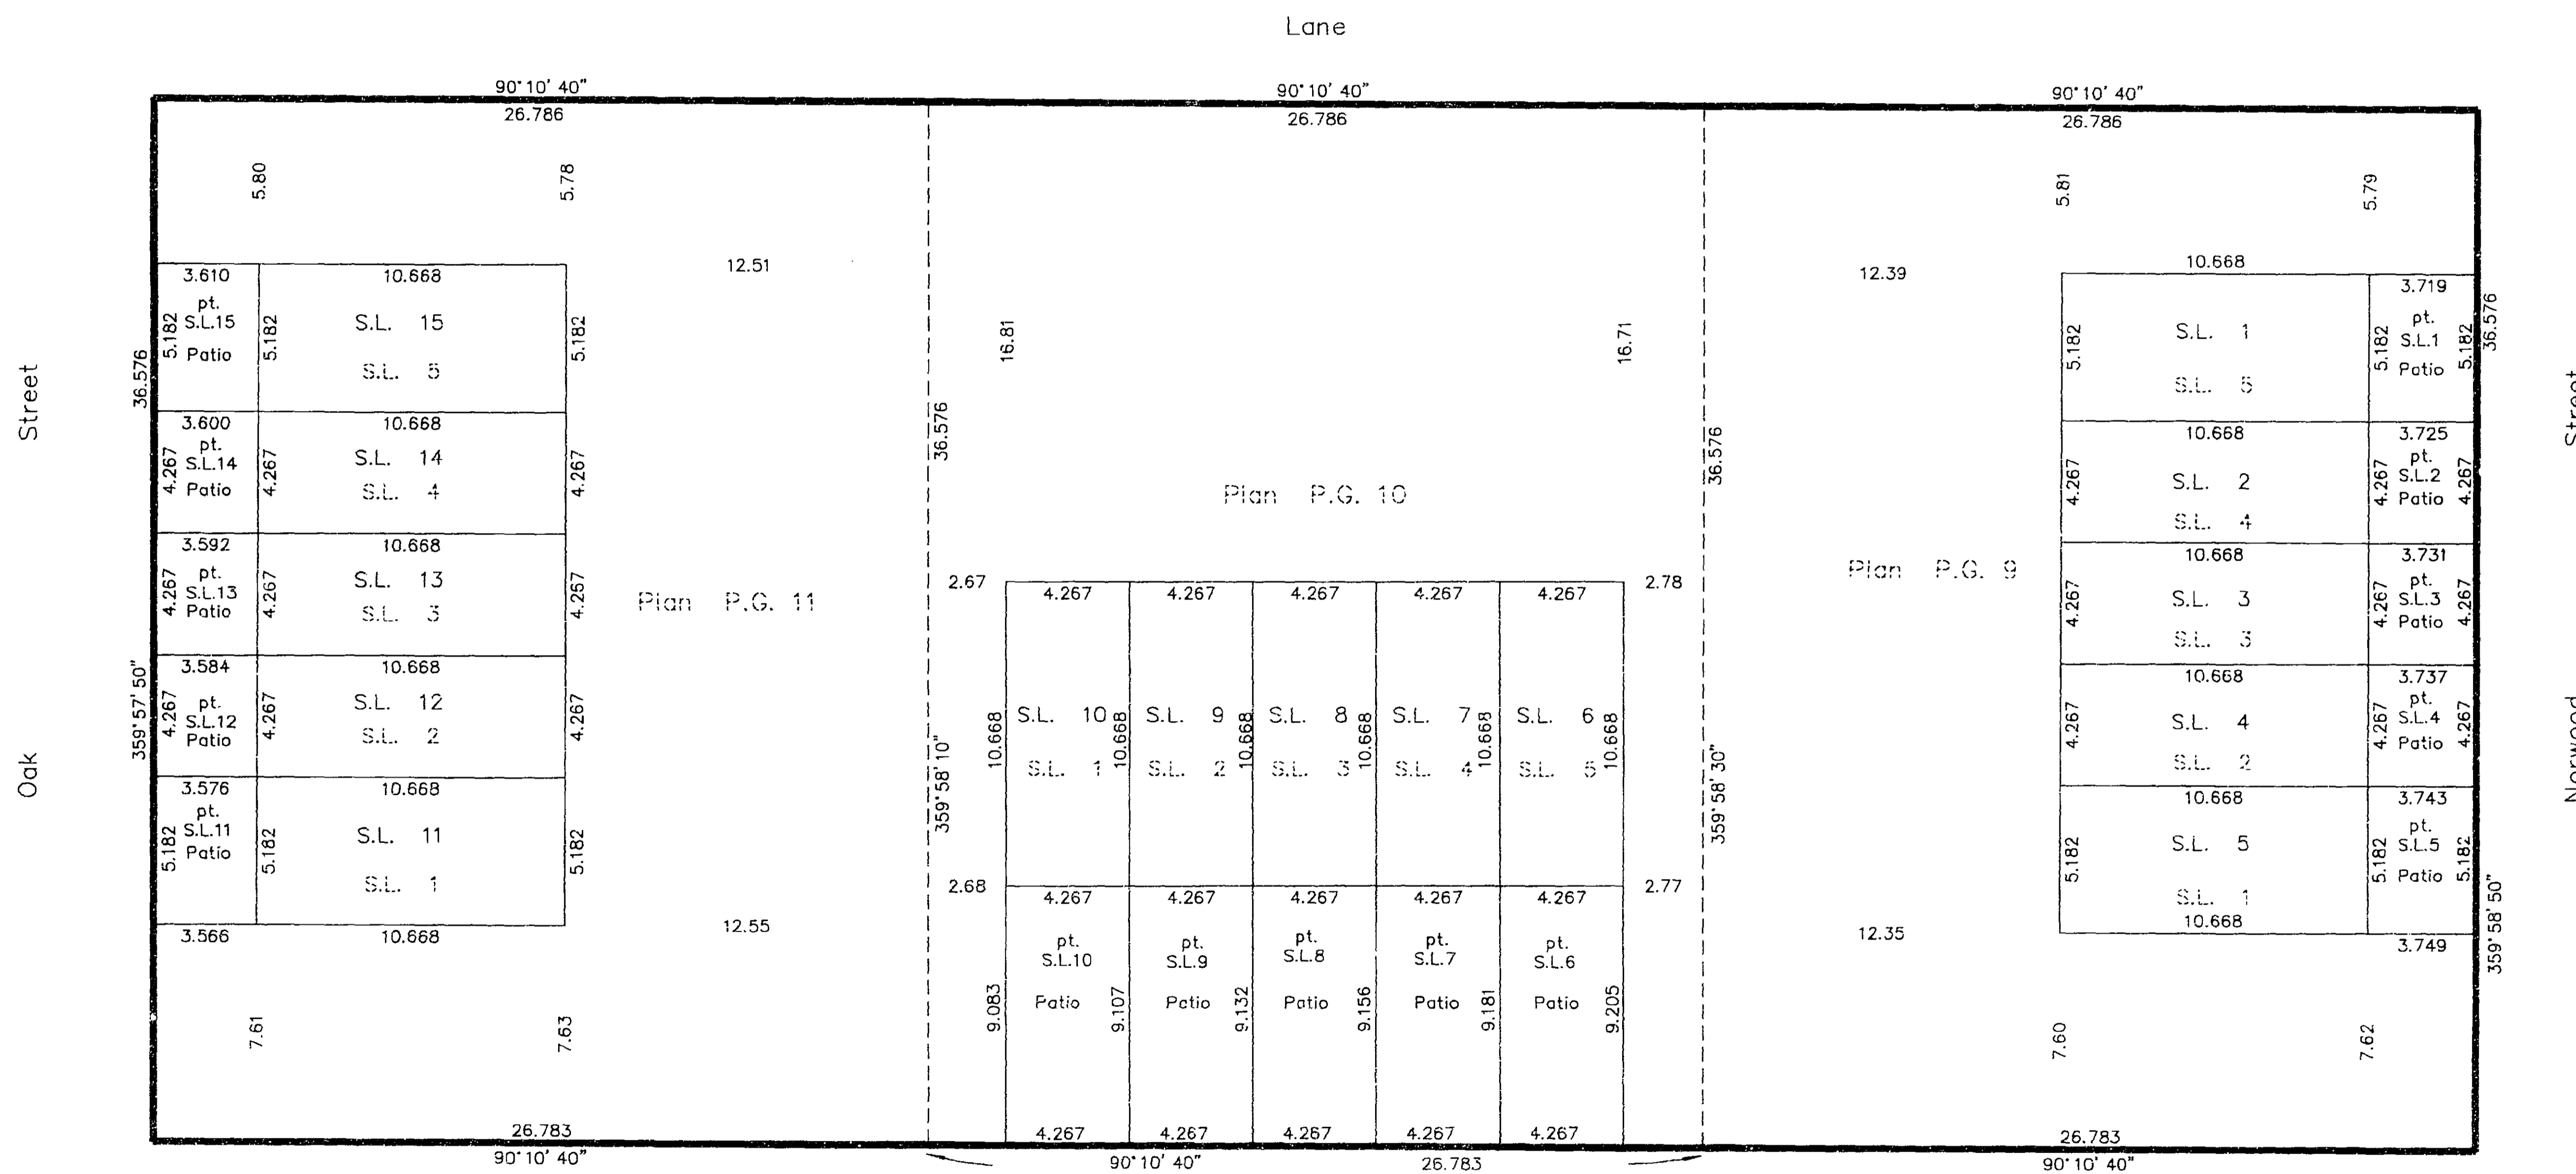 Lane
90°10'40" 90°10'40" 90°10'40"
26.786 26.786 26.786
5.80 5.78 5.81 5.79
3.610 10.668 12.51 12.39 10.668 3.719
pt. S.L.15 Patio
5.182 5.182 5.182
S.L. 15
S.L. 5
36.576
16.81 16.71
5.182 5.182 5.182
S.L. 1
S.L. 5
pt. S.L.1 Patio
36.576
Street
Street
3.600 10.668
pt. S.L.14 Patio
4.267 4.267 4.267
S.L. 14
S.L. 4
36.576
36.576
Plan P.G. 10
10.668 3.725
4.267 4.267 4.267
S.L. 2
S.L. 4
pt. S.L.2 Patio
3.592 10.668
pt. S.L.13 Patio
4.267 4.267 4.267
S.L. 13
S.L. 3
Plan P.G. 11
2.67 4.267 4.267 4.267 4.267 4.267 2.78
Plan P.G. 9
10.668 3.731
4.267 4.267 4.267
S.L. 3
S.L. 3
pt. S.L.3 Patio
3.584 10.668
pt. S.L.12 Patio
4.267 4.267 4.267
S.L. 12
S.L. 2
359°57'50"
359°58'10"
S.L. 10 S.L. 9 S.L. 8 S.L. 7 S.L. 6
10.668 10.668 10.668 10.668 10.668 10.668
S.L. 1 S.L. 2 S.L. 3 S.L. 4 S.L. 5
359°58'30"
10.668 3.737
4.267 4.267 4.267
S.L. 4
S.L. 2
pt. S.L.4 Patio
Oak
Norwood
3.576 10.668
pt. S.L.11 Patio
5.182 5.182 5.182
S.L. 11
S.L. 1
3.566 10.668 12.55
2.68 4.267 4.267 4.267 4.267 4.267 2.77
10.668 3.743
5.182 5.182 5.182
S.L. 5
S.L. 1
pt. S.L.5 Patio
12.35 10.668 3.749
359°58'50"
pt. S.L.10 Patio
pt. S.L.9 Patio
pt. S.L.8 Patio
pt. S.L.7 Patio
pt. S.L.6 Patio
9.083 9.107 9.132 9.156 9.181 9.205
7.61 7.63 7.60 7.62
26.783 4.267 4.267 4.267 4.267 4.267 26.783
90°10'40" 90°10'40" 26.783 90°10'40"